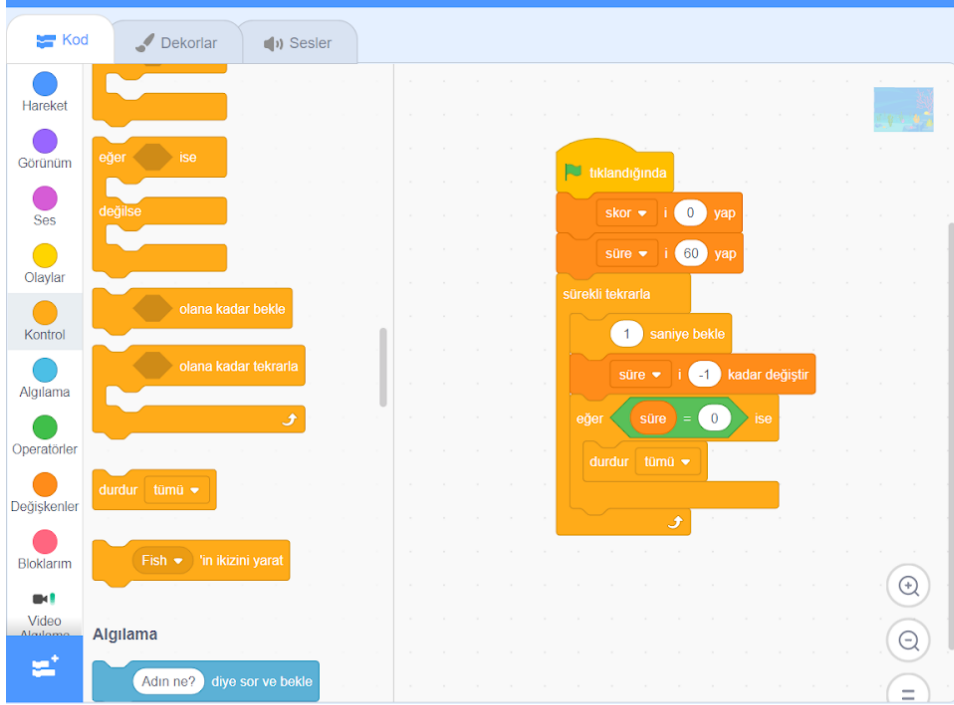 Kod
Dekorlar
Sesler
Hareket
Görünüm
Ses
Olaylar
Kontrol
Algılama
Operatörler
Değişkenler
Bloklarım
Video
Algılama
eğer ise
değilse
olana kadar bekle
olana kadar tekrarla
durdur tümü
Fish 'in ikizini yarat
Algılama
Adın ne? diye sor ve bekle
tıklandığında
skor i 0 yap
süre i 60 yap
sürekli tekrarla
1 saniye bekle
süre i -1 kadar değiştir
eğer süre = 0 ise
durdur tümü